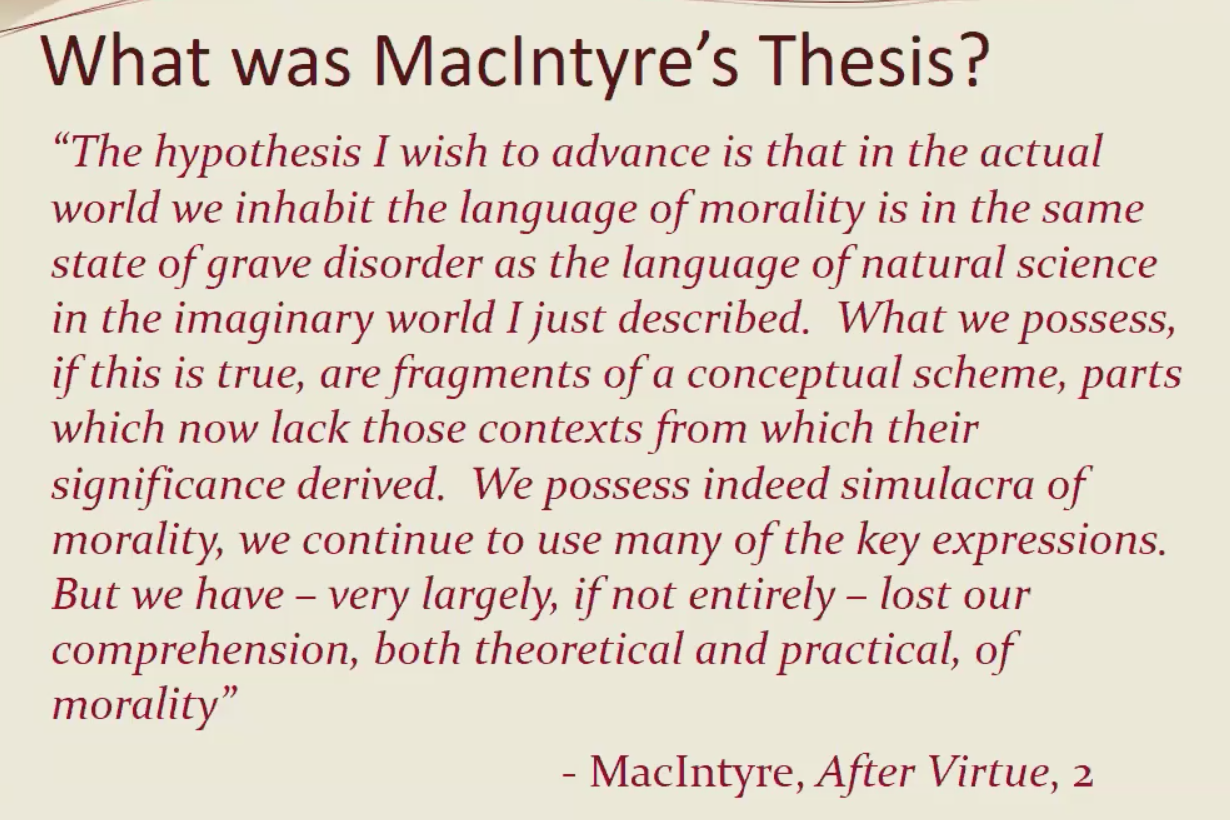 What was MacIntyre’s Thesis?
“The hypothesis I wish to advance is that in the actual
world we inhabit the language of morality is in the same
state of grave disorder as the language of natural science
in the imaginary world I just described.  What we possess,
if this is true, are fragments of a conceptual scheme, parts
which now lack those contexts from which their
significance derived.  We possess indeed simulacra of
morality, we continue to use many of the key expressions.
But we have – very largely, if not entirely – lost our
comprehension, both theoretical and practical, of
morality”
- MacIntyre, After Virtue, 2